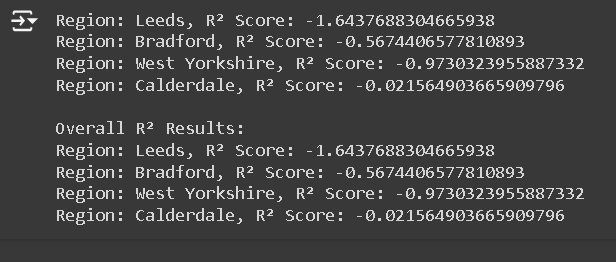 Region: Leeds, R² Score: -1.6437688304665938
Region: Bradford, R² Score: -0.5674406577810893
Region: West Yorkshire, R² Score: -0.9730323955887332
Region: Calderdale, R² Score: -0.021564903665909796
Overall R² Results:
Region: Leeds, R² Score: -1.6437688304665938
Region: Bradford, R² Score: -0.5674406577810893
Region: West Yorkshire, R² Score: -0.9730323955887332
Region: Calderdale, R² Score: -0.021564903665909796